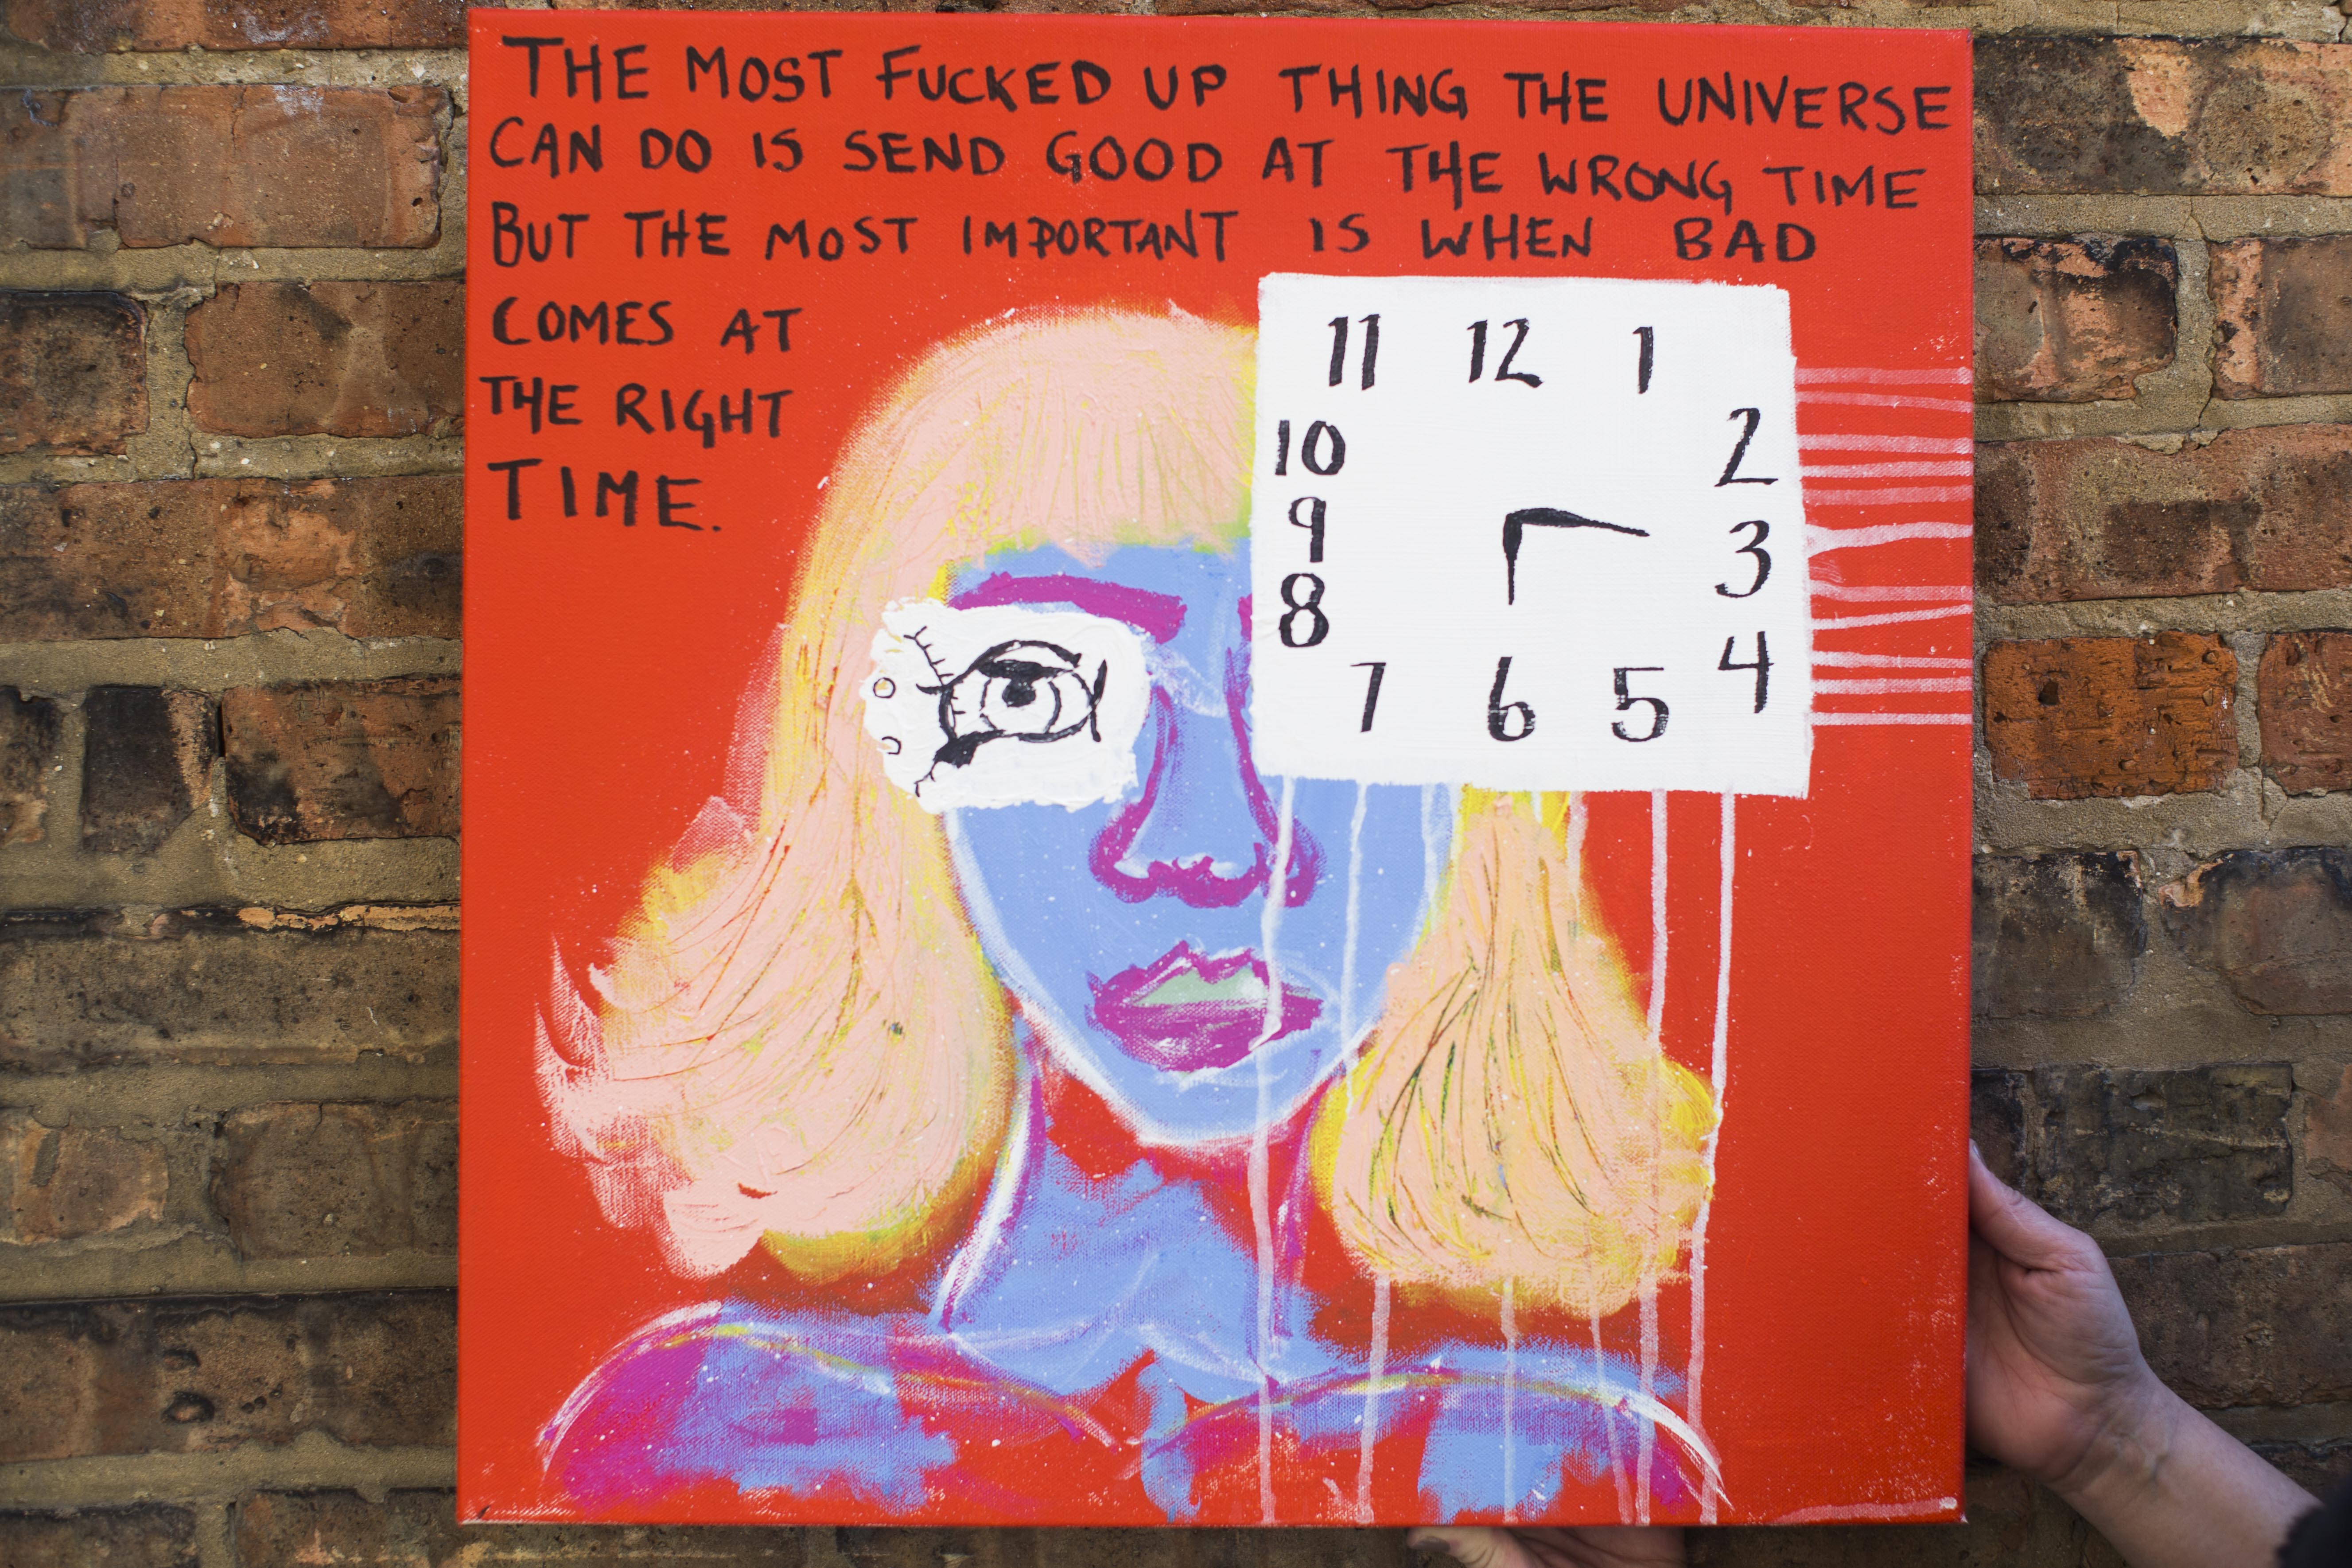 THE MOST FUCKED UP THING THE UNIVERSE
CAN DO IS SEND GOOD AT THE WRONG TIME
BUT THE MOST IMPORTANT IS WHEN BAD
COMES AT
THE RIGHT
TIME.
11 12 1
10 2
9 3
8 4
7 6 5